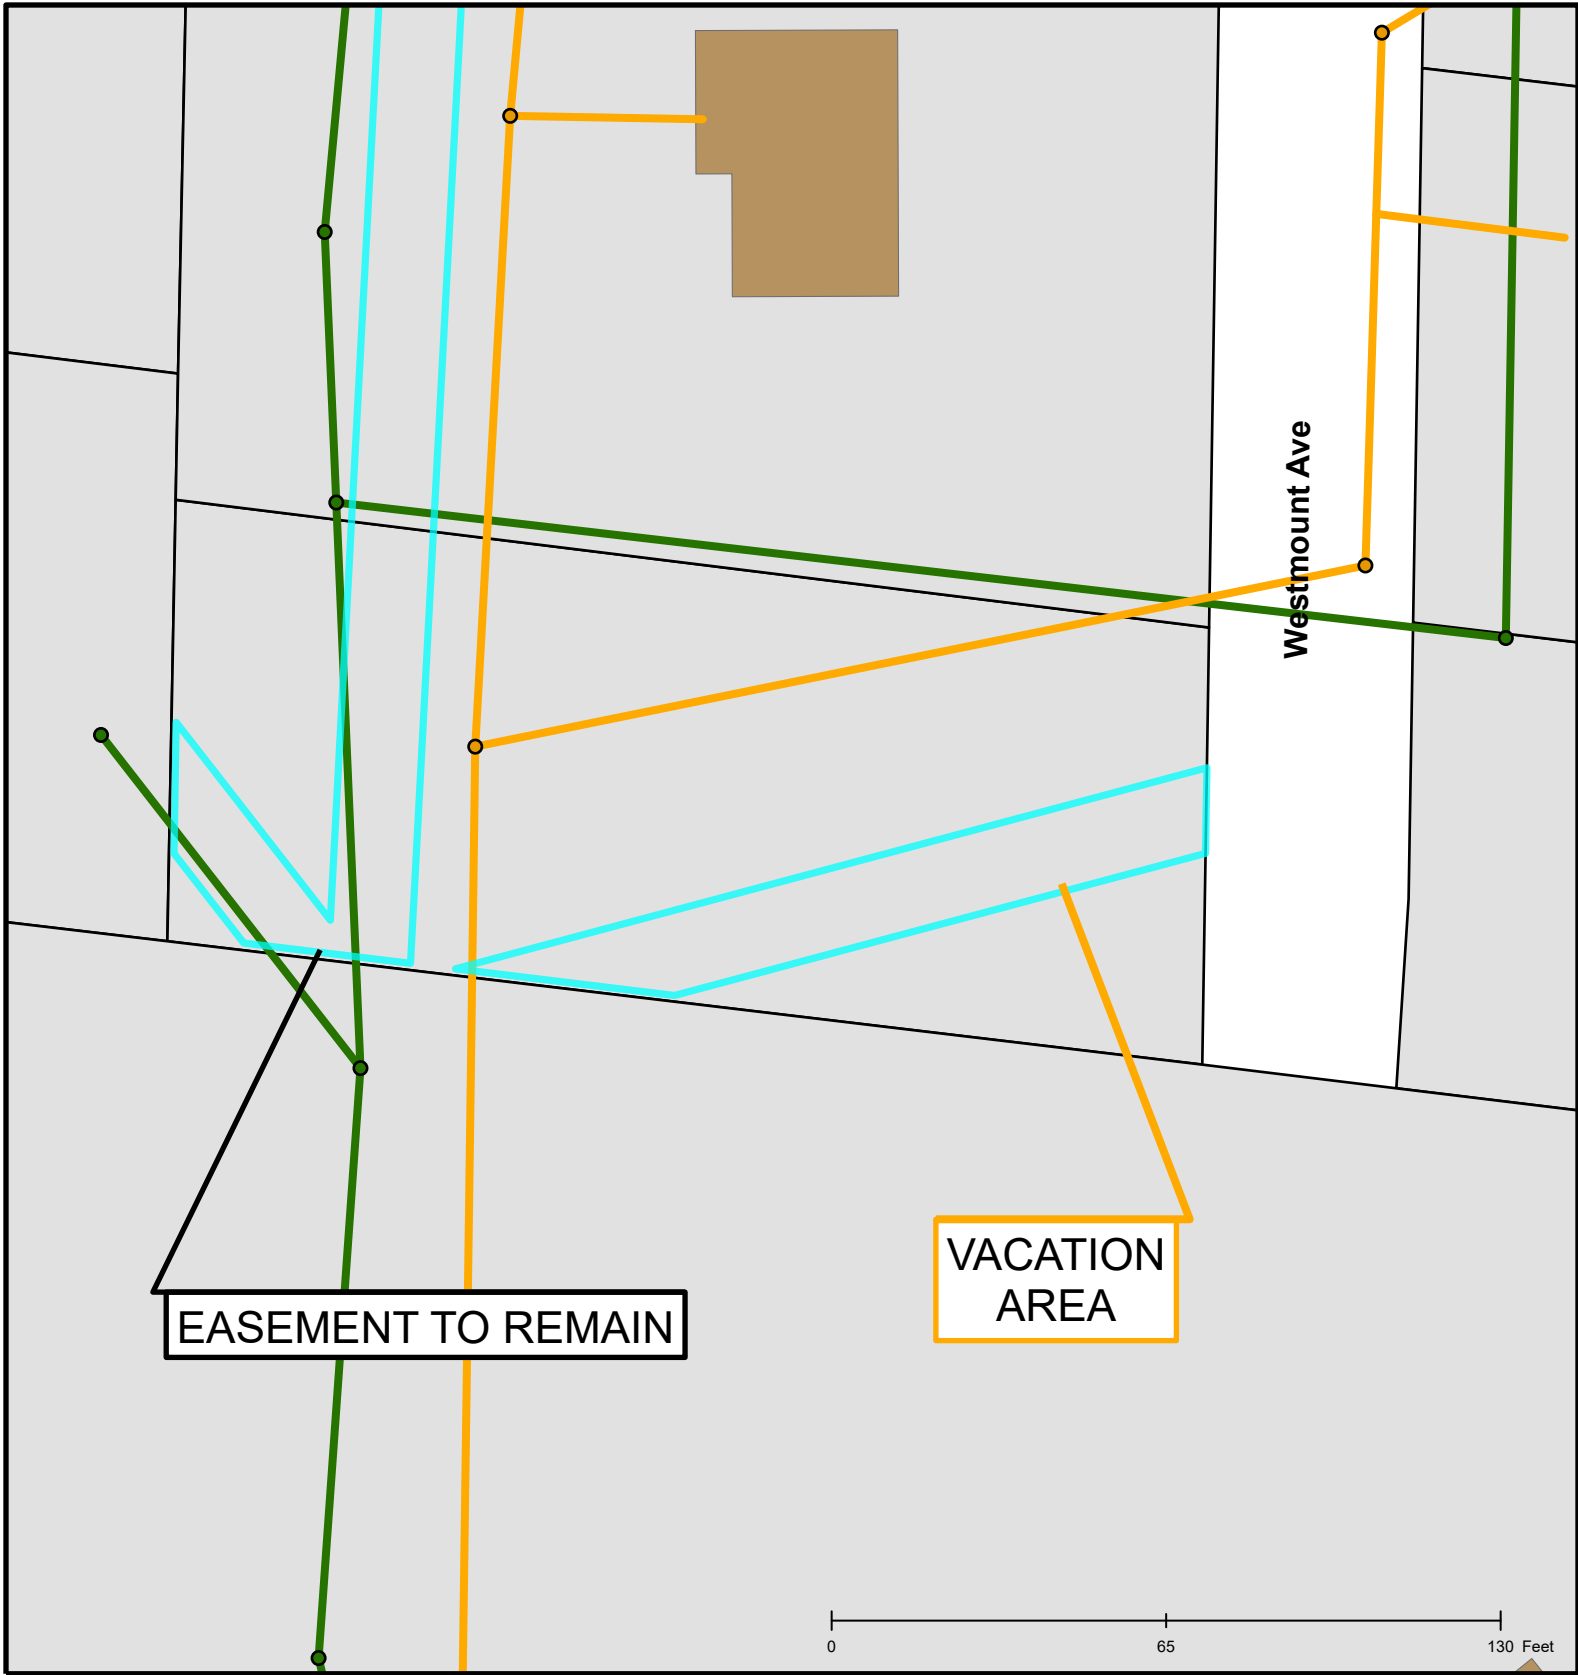 Westmount Ave
VACATION
AREA
EASEMENT TO REMAIN
0 65 130 Feet